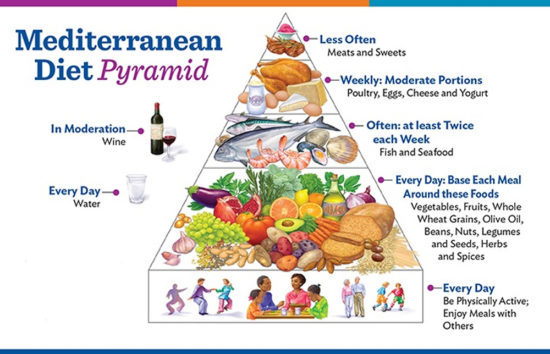 Mediterranean
Diet Pyramid
Less Often
Meats and Sweets
Weekly: Moderate Portions
Poultry, Eggs, Cheese and Yogurt
In Moderation
Wine
Often: at least Twice
each Week
Fish and Seafood
Every Day
Water
Every Day: Base Each Meal
Around these Foods
Vegetables, Fruits, Whole
Wheat Grains, Olive Oil,
Beans, Nuts, Legumes
and Seeds, Herbs
and Spices
Every Day
Be Physically Active;
Enjoy Meals with
Others